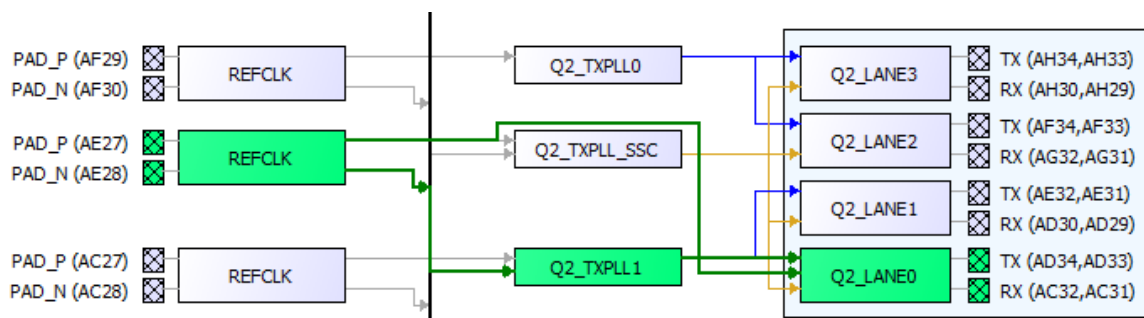 PAD_P (AF29)
PAD_N (AF30)
REFCLK
Q2_TXPLL0
Q2_LANE3
TX (AH34,AH33)
RX (AH30,AH29)
PAD_P (AE27)
PAD_N (AE28)
REFCLK
Q2_TXPLL_SSC
Q2_LANE2
TX (AF34,AF33)
RX (AG32,AG31)
Q2_LANE1
TX (AE32,AE31)
RX (AD30,AD29)
PAD_P (AC27)
PAD_N (AC28)
REFCLK
Q2_TXPLL1
Q2_LANE0
TX (AD34,AD33)
RX (AC32,AC31)